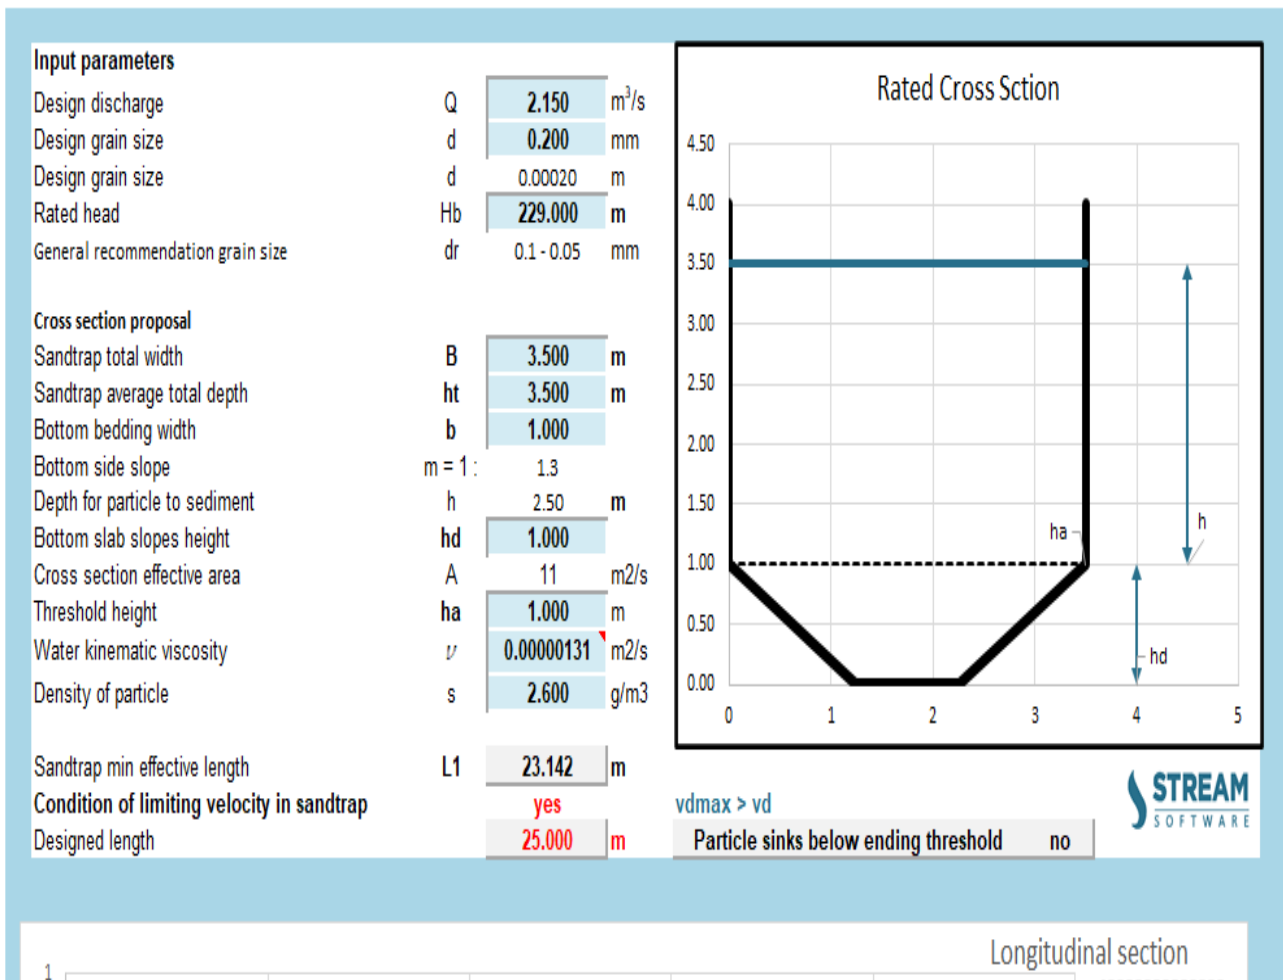 Input parameters
Design discharge Q 2.150 m³/s
Design grain size d 0.200 mm
Design grain size d 0.00020 m
Rated head Hb 229.000 m
General recommendation grain size dr 0.1 - 0.05 mm
Cross section proposal
Sandtrap total width B 3.500 m
Sandtrap average total depth ht 3.500 m
Bottom bedding width b 1.000
Bottom side slope m = 1 : 1.3
Depth for particle to sediment h 2.50 m
Bottom slab slopes height hd 1.000
Cross section effective area A 11 m2/s
Threshold height ha 1.000 m
Water kinematic viscosity ν 0.00000131 m2/s
Density of particle s 2.600 g/m3
Sandtrap min effective length L1 23.142 m
Condition of limiting velocity in sandtrap yes vdmax > vd
Designed length 25.000 m Particle sinks below ending threshold no
Rated Cross Sction
4.50
4.00
3.50
3.00
2.50
2.00
1.50
1.00
0.50
0.00
0 1 2 3 4 5
ha
h
hd
STREAM
SOFTWARE
Longitudinal section
1